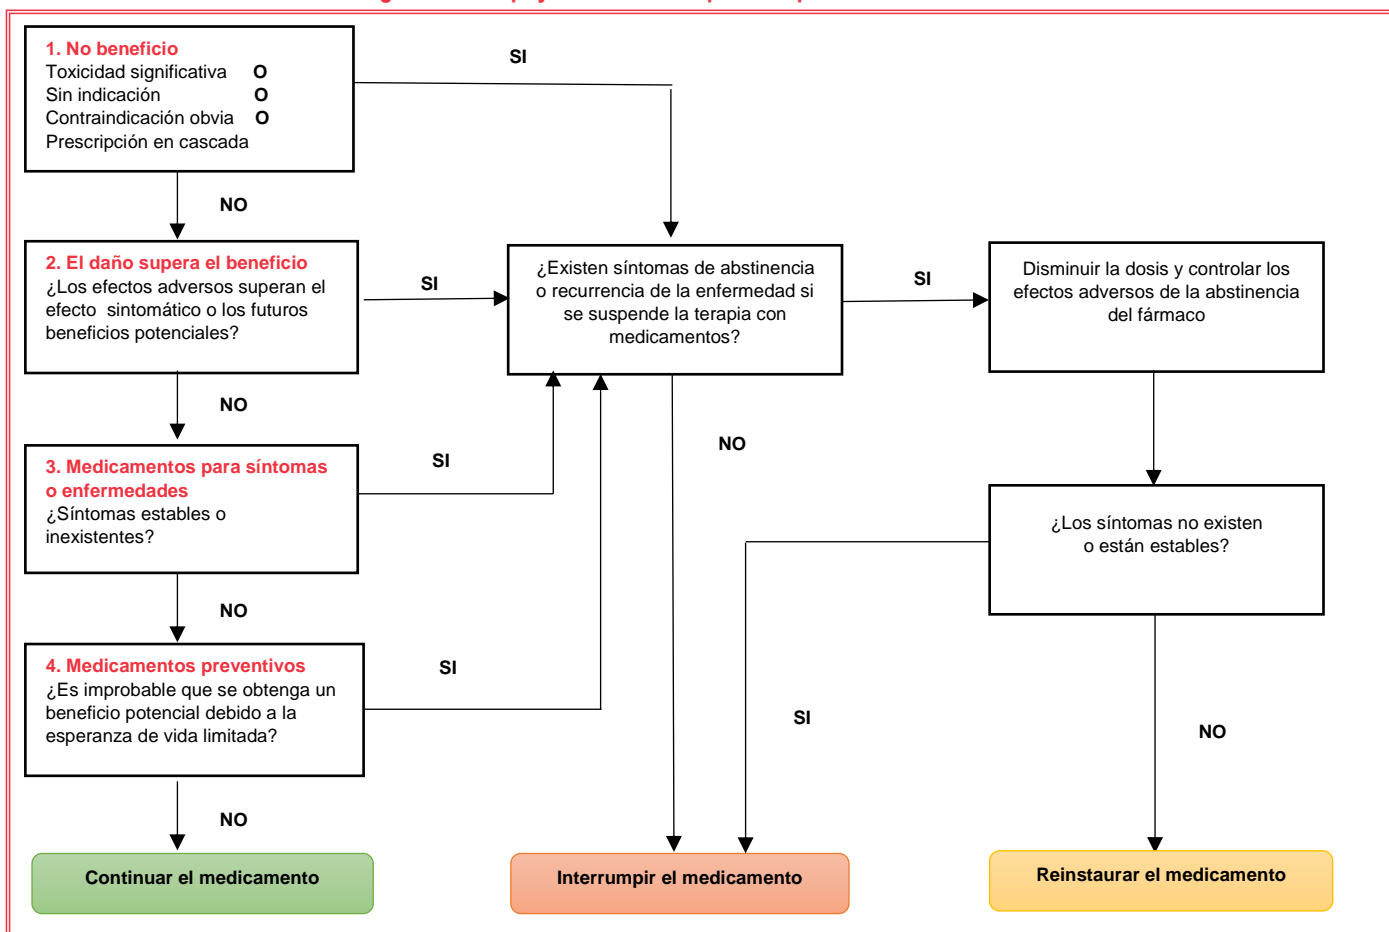 1. No beneficio
Toxicidad significativa O
Sin indicación O
Contraindicación obvia O
Prescripción en cascada
SI
NO
2. El daño supera el beneficio
¿Los efectos adversos superan el
efecto sintomático o los futuros
beneficios potenciales?
SI
¿Existen síntomas de abstinencia
o recurrencia de la enfermedad si
se suspende la terapia con
medicamentos?
SI
Disminuir la dosis y controlar los
efectos adversos de la abstinencia
del fármaco
NO
3. Medicamentos para síntomas
o enfermedades
¿Síntomas estables o
inexistentes?
SI
NO
¿Los síntomas no existen
o están estables?
NO
4. Medicamentos preventivos
¿Es improbable que se obtenga un
beneficio potencial debido a la
esperanza de vida limitada?
SI
SI
NO
NO
Continuar el medicamento
Interrumpir el medicamento
Reinstaurar el medicamento